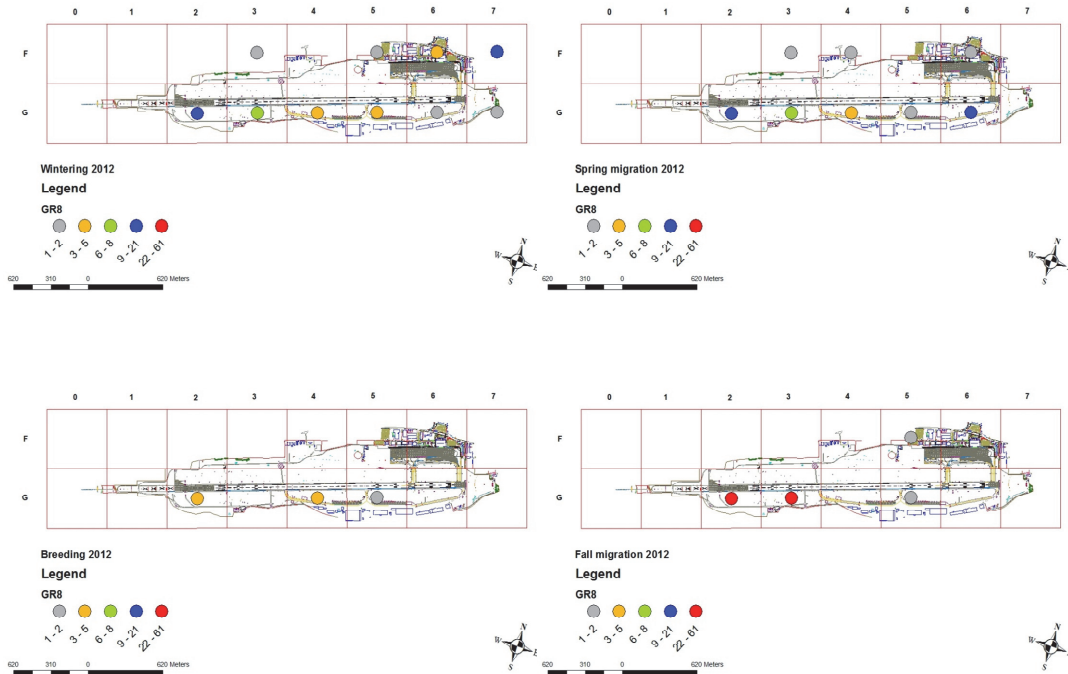 0 1 2 3 4 5 6 7
F
G
Wintering 2012
Legend
GR8
1 - 2 3 - 5 6 - 8 9 - 21 22 - 61
620 310 0 620 Meters
N
W E
S
0 1 2 3 4 5 6 7
F
G
Spring migration 2012
Legend
GR8
1 - 2 3 - 5 6 - 8 9 - 21 22 - 61
620 310 0 620 Meters
N
W
S
0 1 2 3 4 5 6 7
F
G
Breeding 2012
Legend
GR8
1 - 2 3 - 5 6 - 8 9 - 21 22 - 61
620 310 0 620 Meters
N
W E
S
0 1 2 3 4 5 6 7
F
G
Fall migration 2012
Legend
GR8
1 - 2 3 - 5 6 - 8 9 - 21 22 - 61
620 310 0 620 Meters
N
W
S